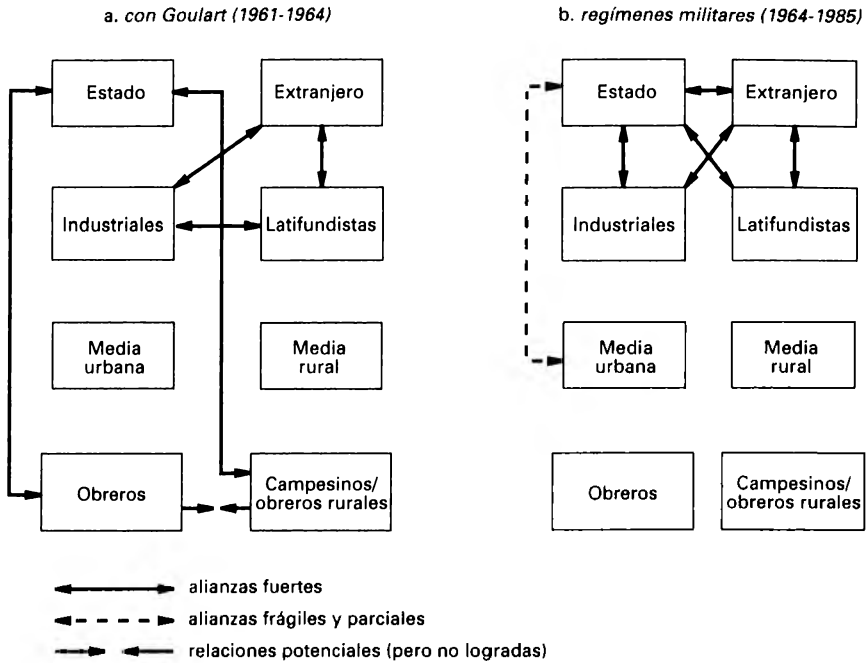 a. con Goulart (1961-1964)
Estado
Extranjero
Industriales
Latifundistas
Media
urbana
Media
rural
Obreros
Campesinos/
obreros rurales
b. regímenes militares (1964-1985)
Estado
Extranjero
Industriales
Latifundistas
Media
urbana
Media
rural
Obreros
Campesinos/
obreros rurales
alianzas fuertes
alianzas frágiles y parciales
relaciones potenciales (pero no logradas)